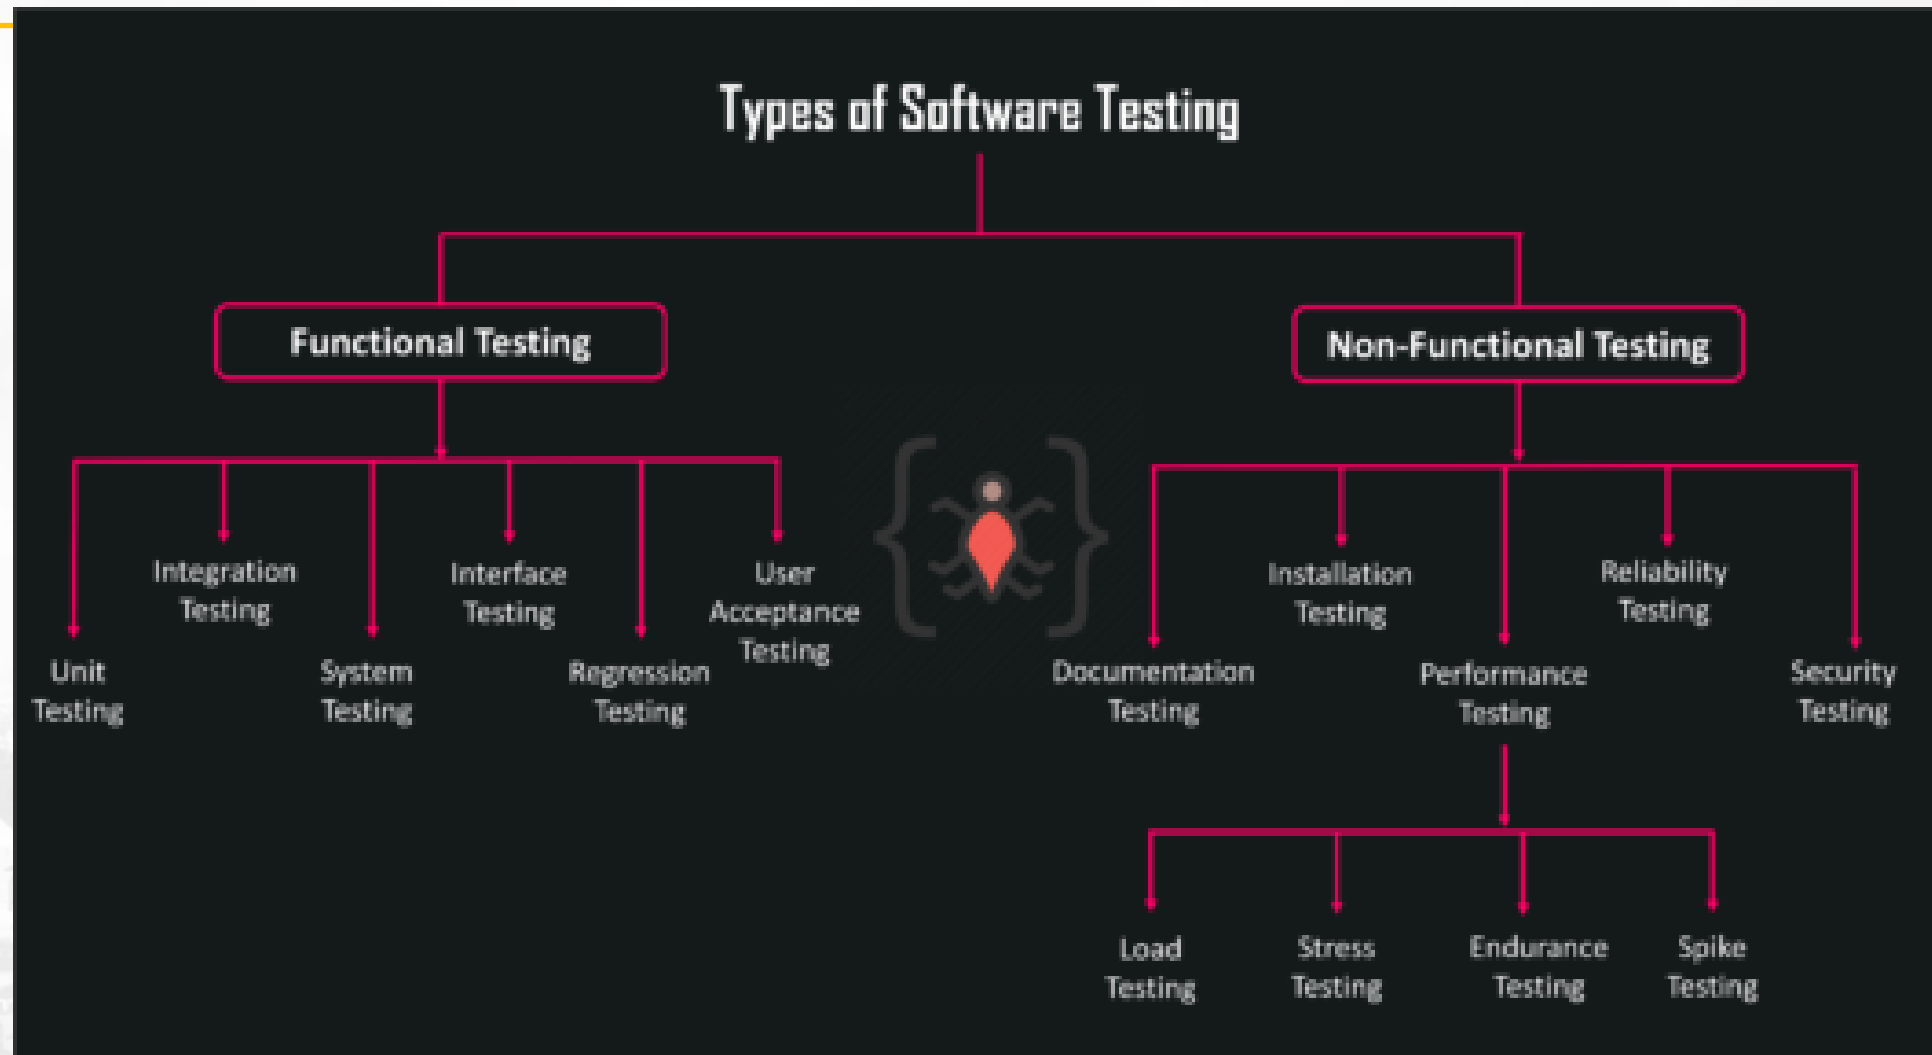 Types of Software Testing
Functional Testing
Non-Functional Testing
Unit
Testing
Integration
Testing
System
Testing
Interface
Testing
Regression
Testing
User
Acceptance
Testing
Documentation
Testing
Installation
Testing
Performance
Testing
Reliability
Testing
Security
Testing
Load
Testing
Stress
Testing
Endurance
Testing
Spike
Testing